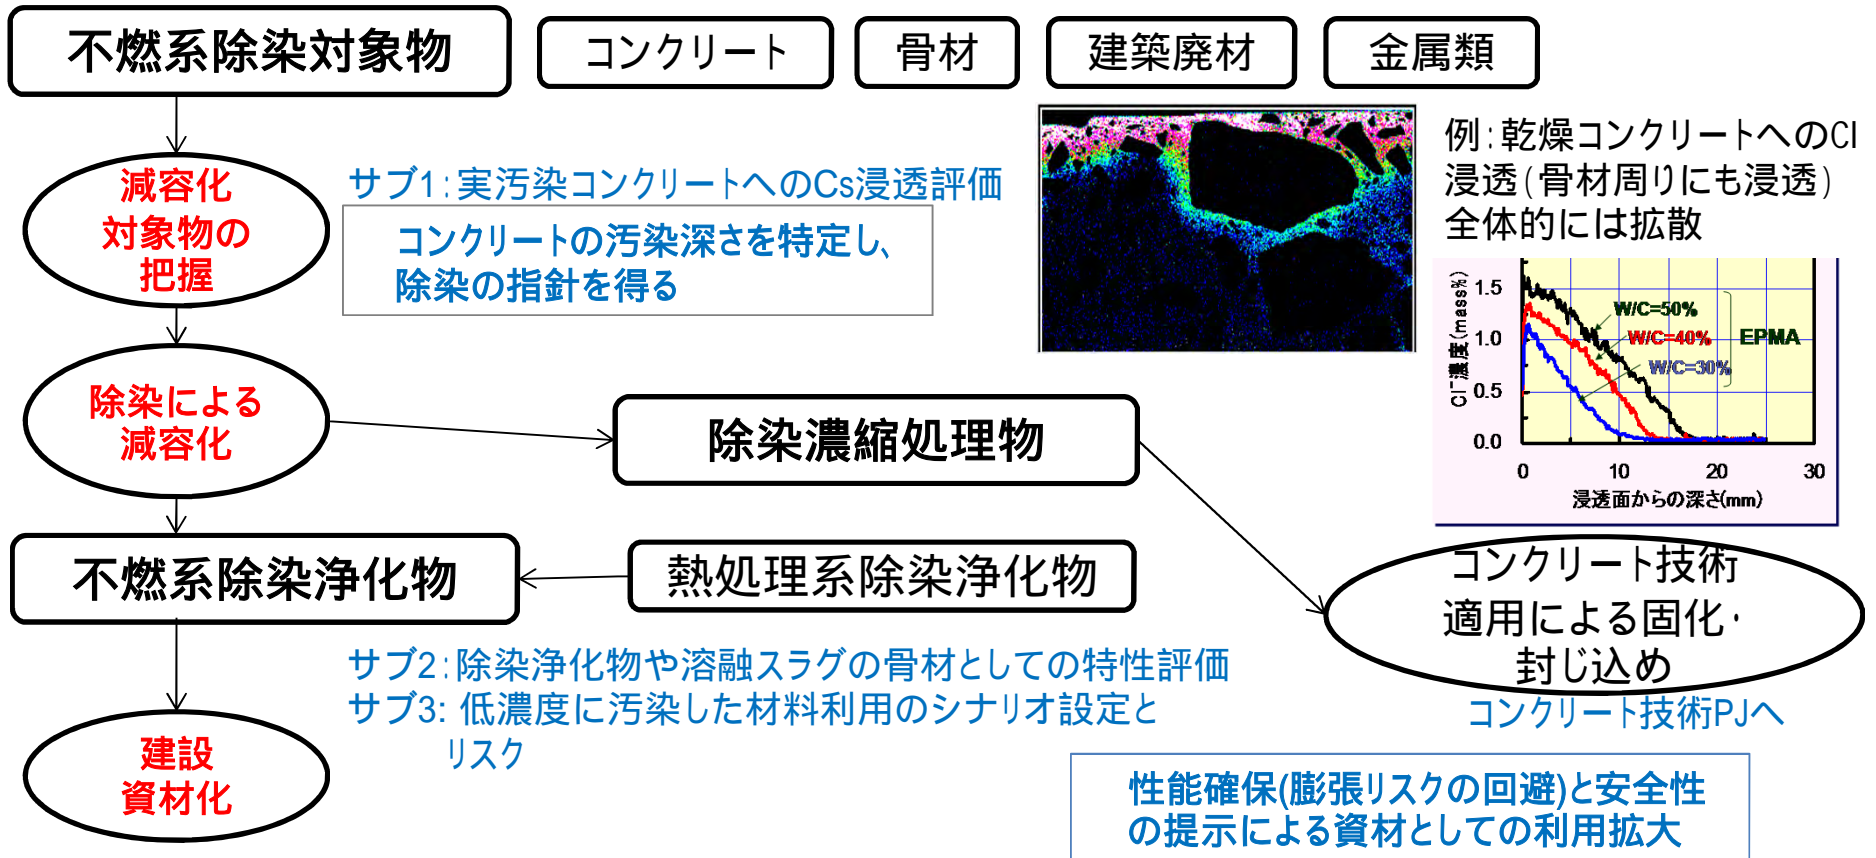 不燃系除染対象物
コンクリート
骨材
建築廃材
金属類
減容化
対象物の
把握
サブ1:実汚染コンクリートへのCs浸透評価
コンクリートの汚染深さを特定し、
除染の指針を得る
例:乾燥コンクリートへのCl
浸透(骨材周りにも浸透)
全体的には拡散
Cl⁻濃度(mass%)
1.5
1.0
0.5
0.0
W/C=50%
W/C=40%
W/C=30%
EPMA
0
10
20
30
浸透面からの深さ(mm)
除染による
減容化
除染濃縮処理物
不燃系除染浄化物
熱処理系除染浄化物
コンクリート技術
適用による固化・
封じ込め
コンクリート技術PJへ
サブ2:除染浄化物や溶融スラグの骨材としての特性評価
サブ3: 低濃度に汚染した材料利用のシナリオ設定と
リスク
建設
資材化
性能確保(膨張リスクの回避)と安全性
の提示による資材としての利用拡大